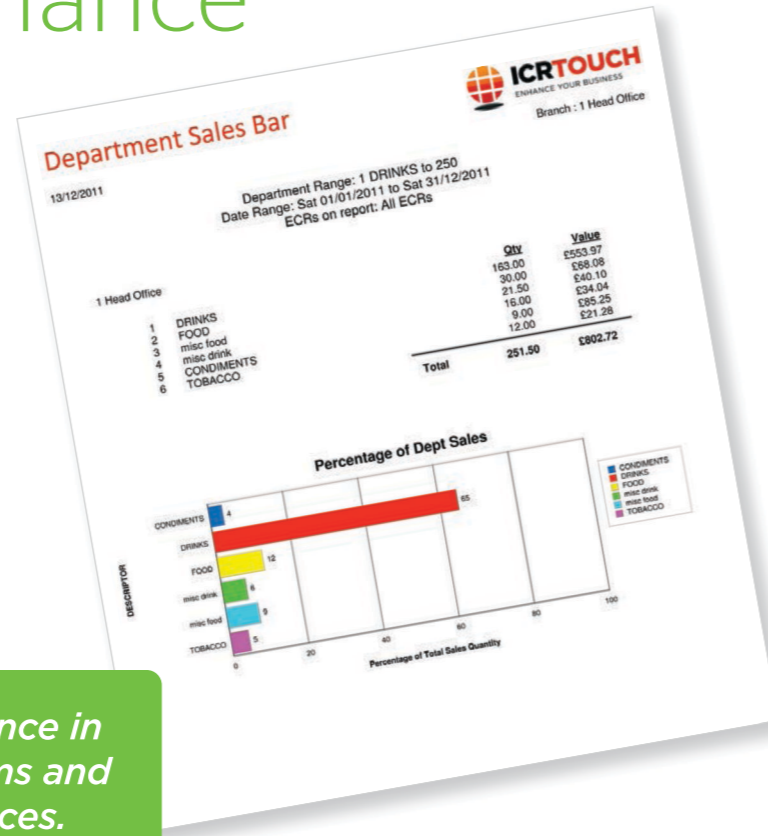 nance
ICRTOUCH
ENHANCE YOUR BUSINESS
Branch : 1 Head Office
Department Sales Bar
13/12/2011
Department Range: 1 DRINKS to 250
Date Range: Sat 01/01/2011 to Sat 31/12/2011
ECRs on report: All ECRs
1 Head Office
Qty Value
1 DRINKS 163.00 £553.97
2 FOOD 30.00 £68.08
3 misc food 21.50 £40.10
4 misc drink 16.00 £34.04
5 CONDIMENTS 9.00 £85.25
6 TOBACCO 12.00 £21.28
Total 251.50 £802.72
Percentage of Dept Sales
CONDIMENTS 4
DRINKS 65
FOOD 12
misc drink 6
misc food 9
TOBACCO 5
DESCRIPTOR
0 20 40 60 80 100
Percentage of Total Sales Quantity
CONDIMENTS
DRINKS
FOOD
misc drink
misc food
TOBACCO
nce in
ns and
ces.